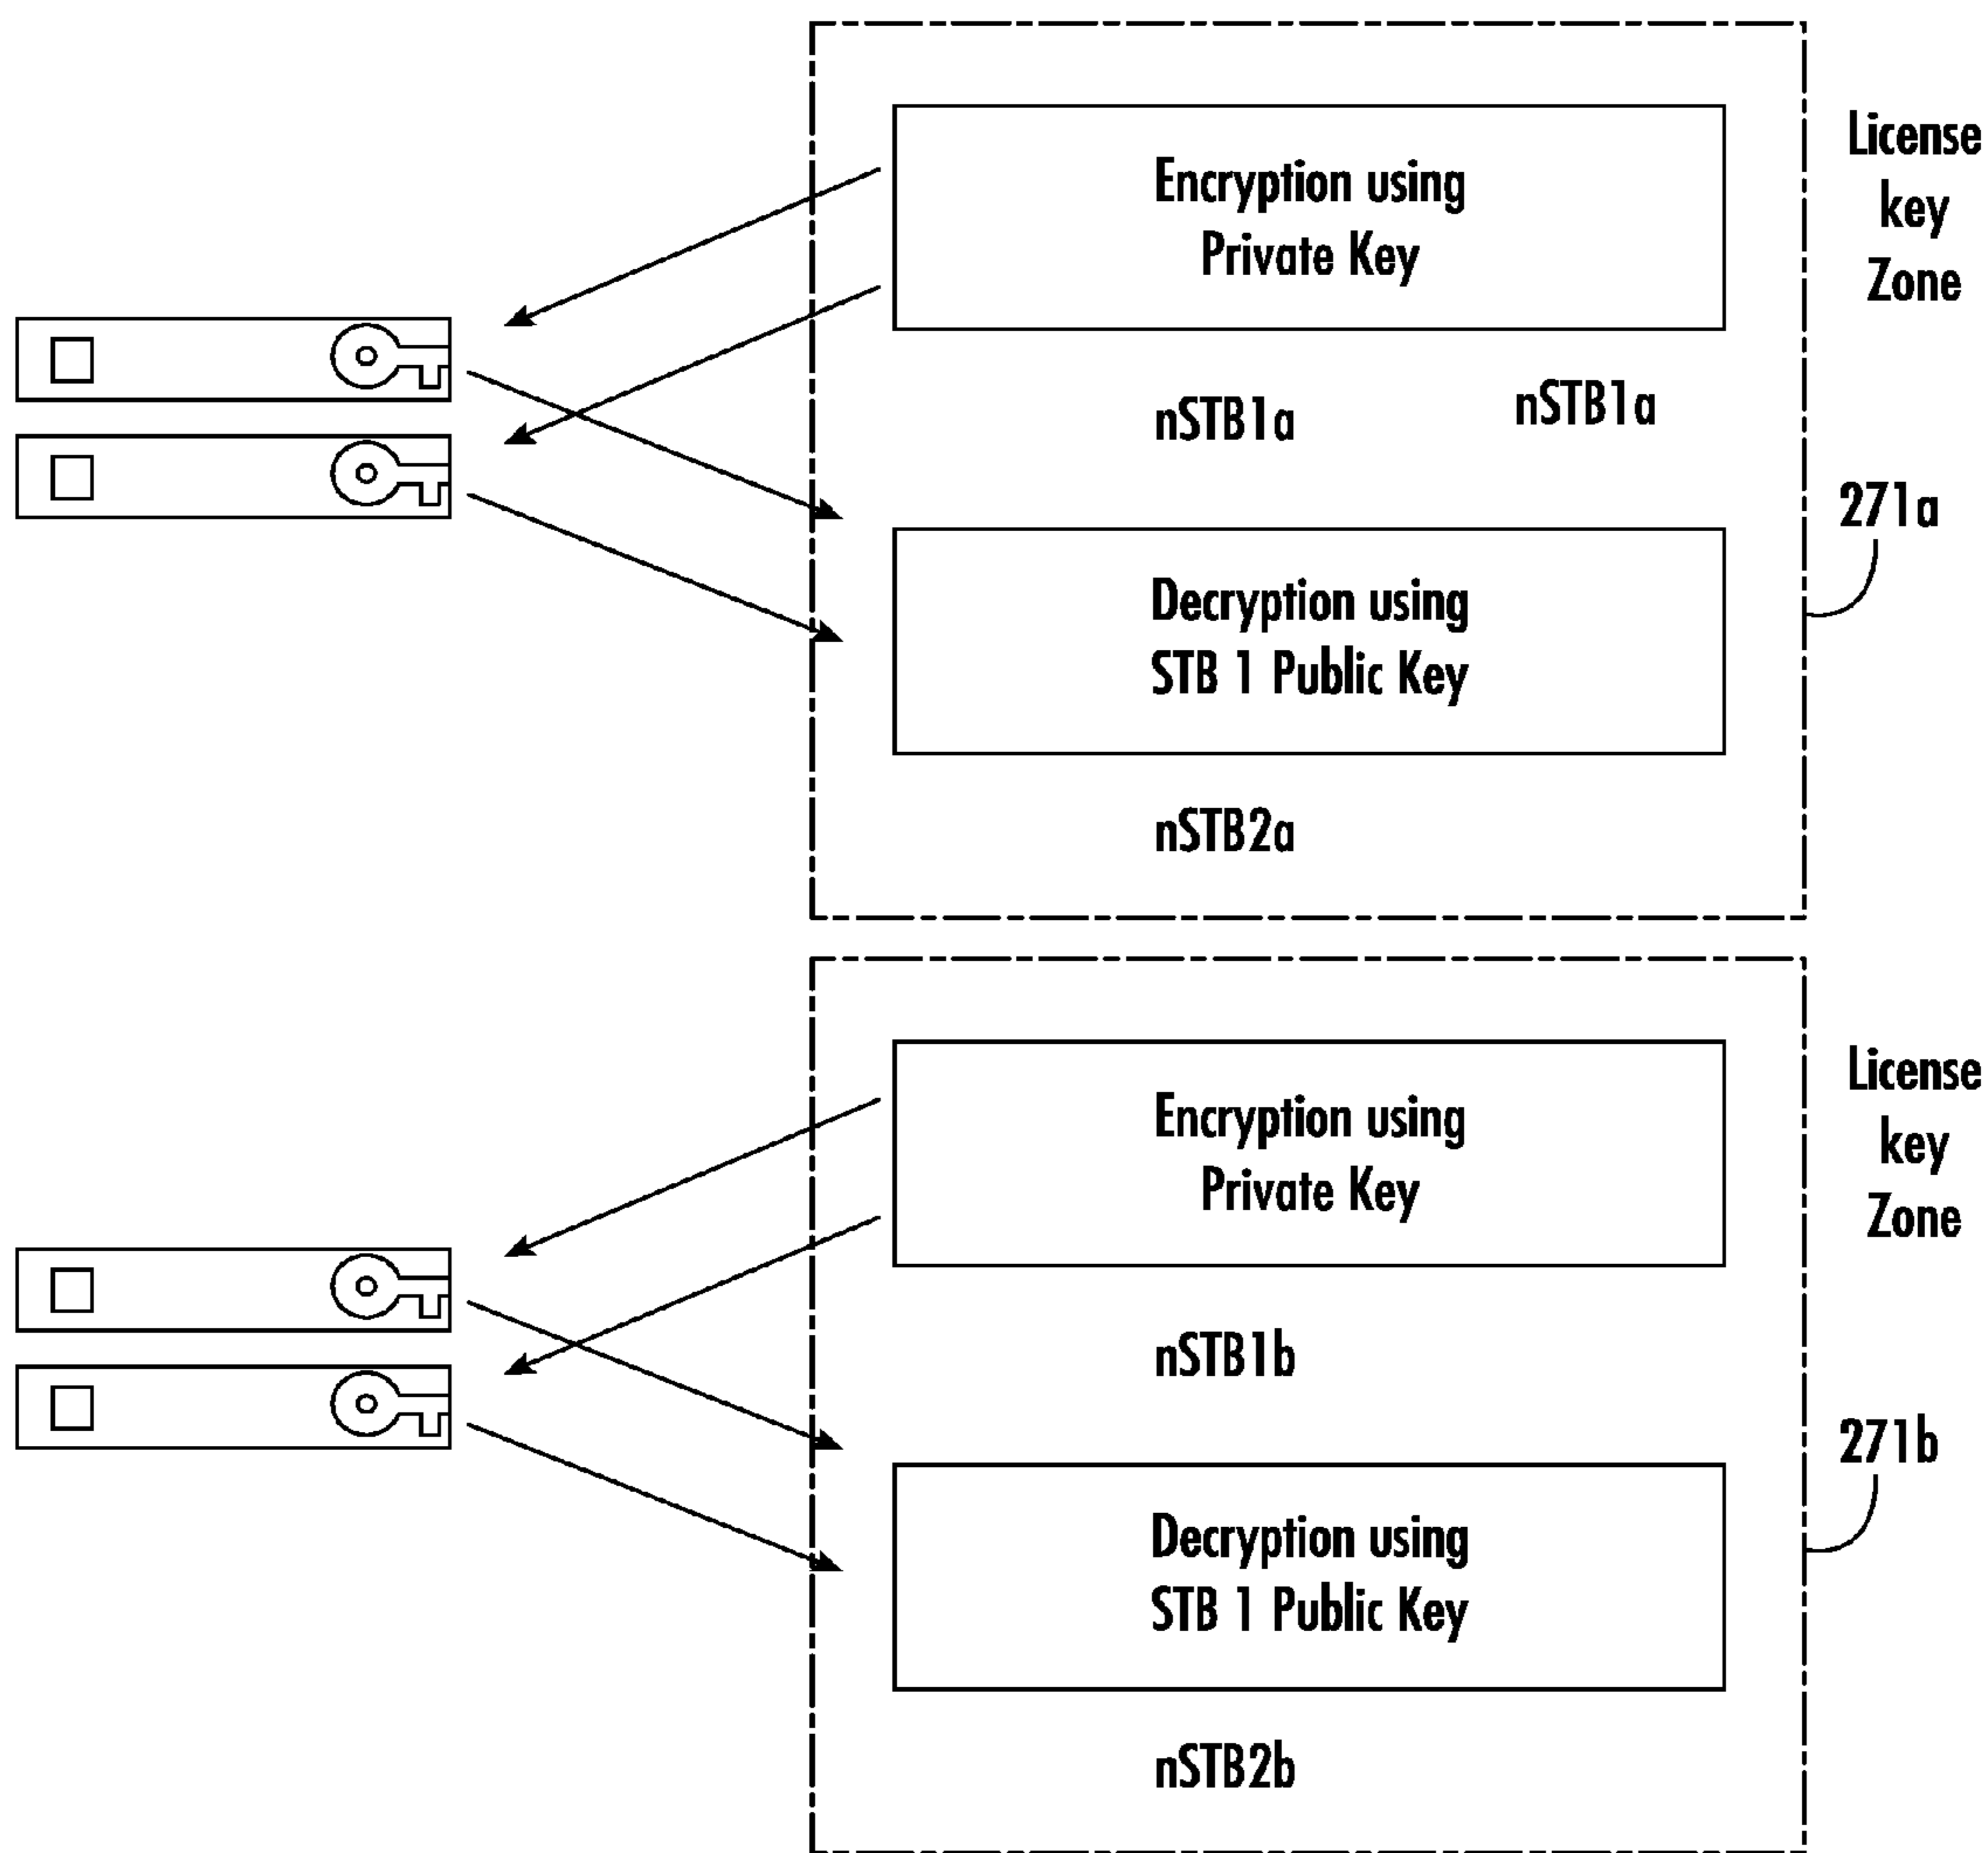 Encryption using
Private Key
License
key
Zone
nSTB1a
nSTB1a
271a
Decryption using
STB 1 Public Key
nSTB2a
Encryption using
Private Key
License
key
Zone
nSTB1b
271b
Decryption using
STB 1 Public Key
nSTB2b